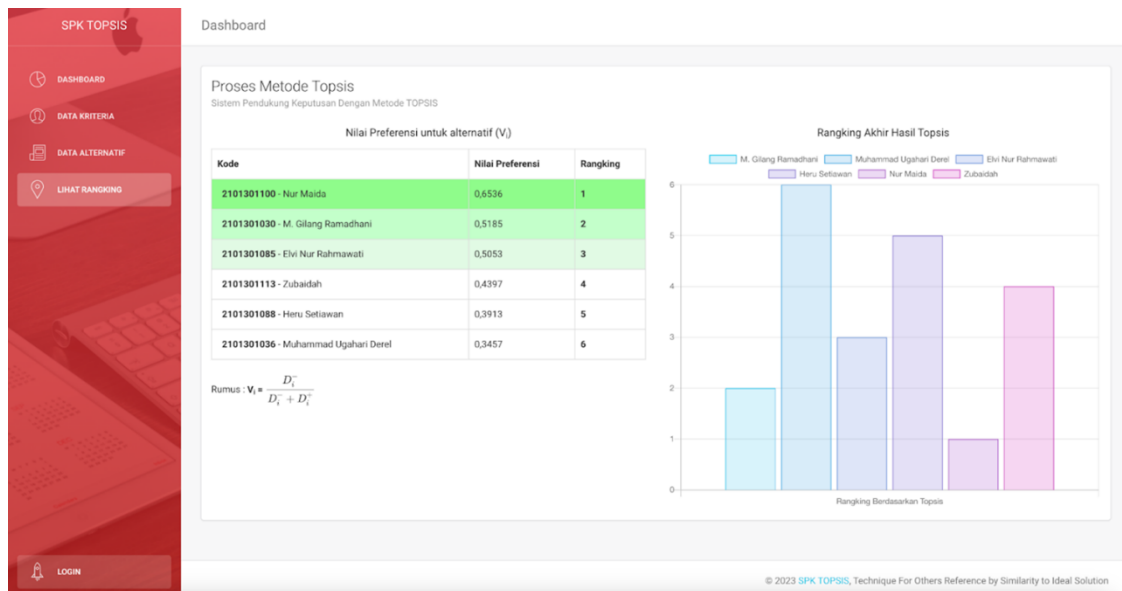 SPK TOPSIS
Dashboard
DASHBOARD
DATA KRITERIA
DATA ALTERNATIF
LIHAT RANGKING
LOGIN
Proses Metode Topsis
Sistem Pendukung Keputusan Dengan Metode TOPSIS
Nilai Preferensi untuk alternatif (Vᵢ)
Kode Nilai Preferensi Rangking
2101301100 - Nur Maida 0,6536 1
2101301030 - M. Gilang Ramadhani 0,5185 2
2101301085 - Elvi Nur Rahmawati 0,5053 3
2101301113 - Zubaidah 0,4397 4
2101301088 - Heru Setiawan 0,3913 5
2101301036 - Muhammad Ugahari Derel 0,3457 6
Rumus : Vᵢ = Dᵢ⁻ / (Dᵢ⁻ + Dᵢ⁺)
Rangking Akhir Hasil Topsis
M. Gilang Ramadhani Muhammad Ugahari Derel Elvi Nur Rahmawati
Heru Setiawan Nur Maida Zubaidah
6
5
4
3
2
1
0
Rangking Berdasarkan Topsis
© 2023 SPK TOPSIS, Technique For Others Reference by Similarity to Ideal Solution